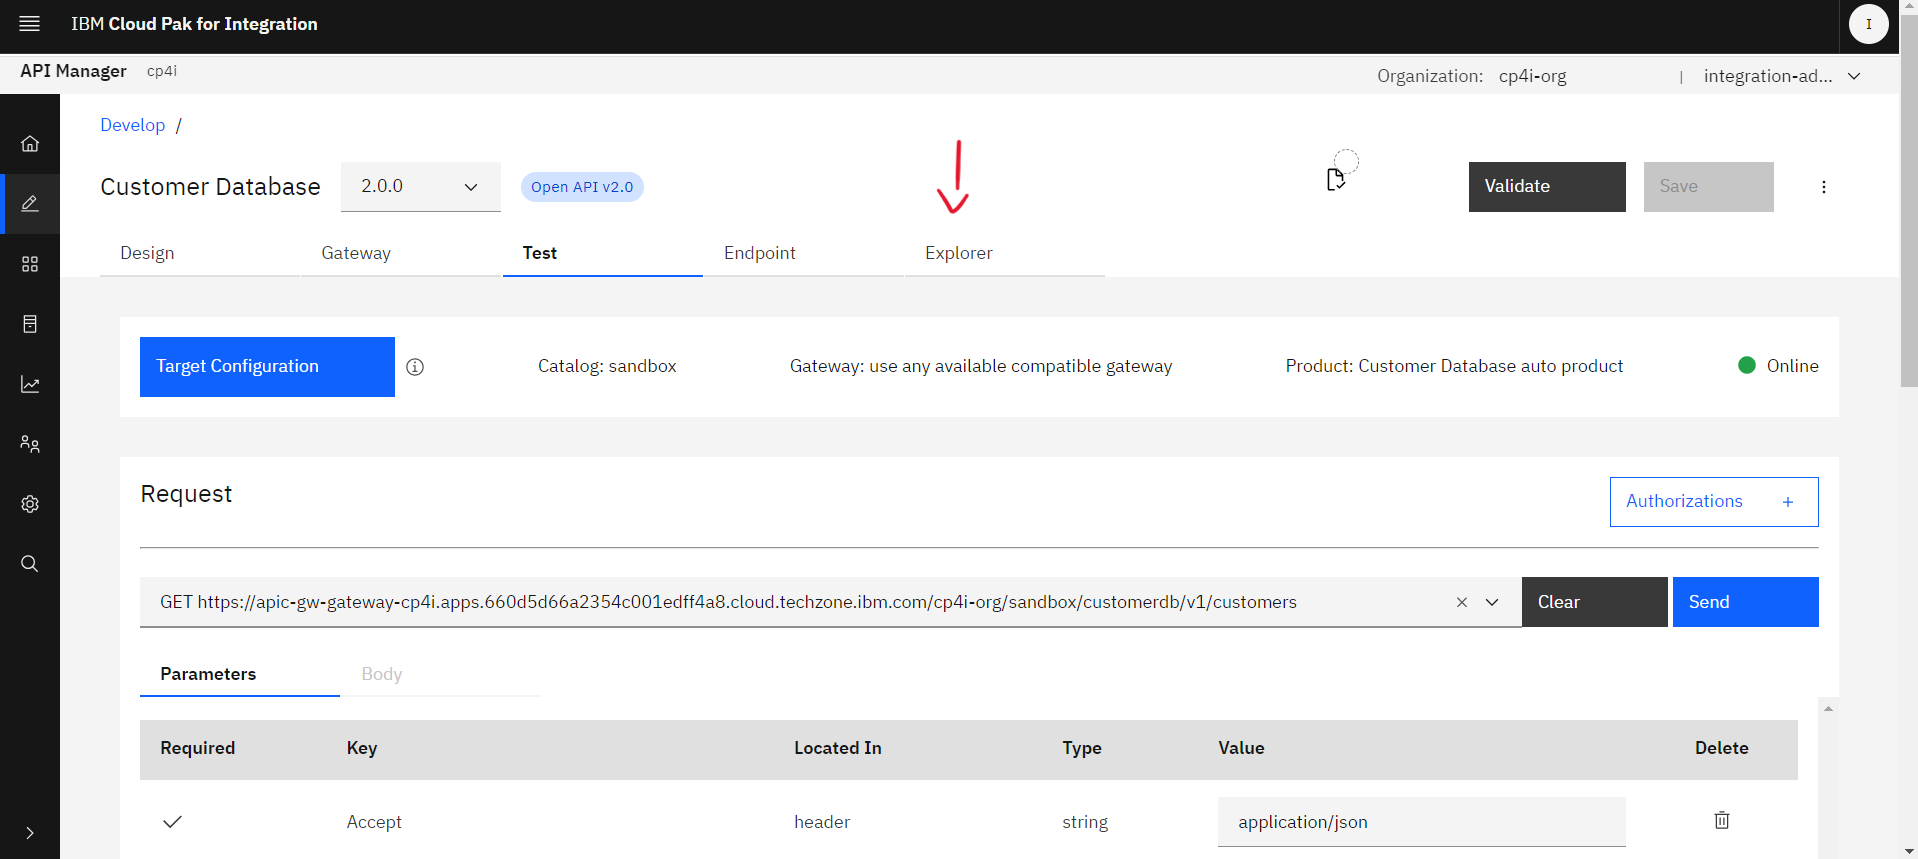 IBM Cloud Pak for Integration
I
API Manager cp4i
Organization: cp4i-org | integration-ad...
Develop /
Customer Database 2.0.0 Open API v2.0 Validate Save
Design Gateway Test Endpoint Explorer
Target Configuration Catalog: sandbox Gateway: use any available compatible gateway Product: Customer Database auto product Online
Request Authorizations +
GET https://apic-gw-gateway-cp4i.apps.660d5d66a2354c001edff4a8.cloud.techzone.ibm.com/cp4i-org/sandbox/customerdb/v1/customers Clear Send
Parameters Body
Required Key Located In Type Value Delete
Accept header string application/json